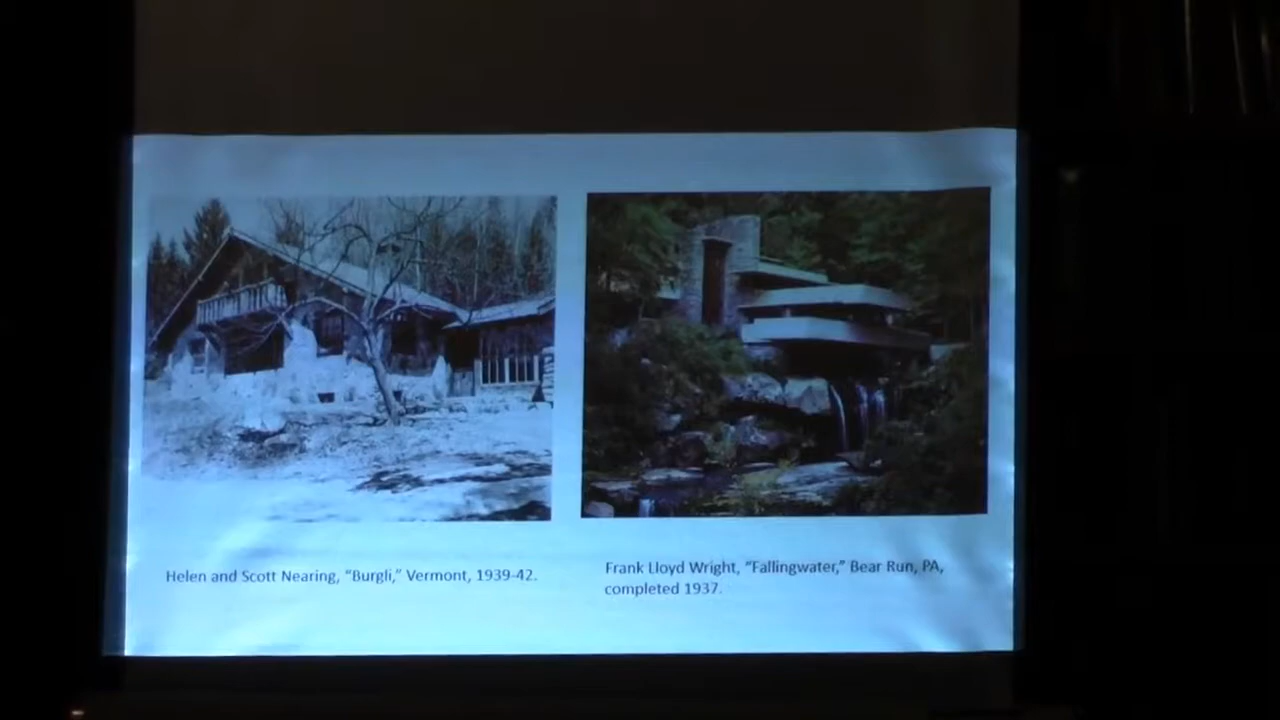 Helen and Scott Nearing, “Burgli,” Vermont, 1939-42.
Frank Lloyd Wright, “Fallingwater,” Bear Run, PA,
completed 1937.